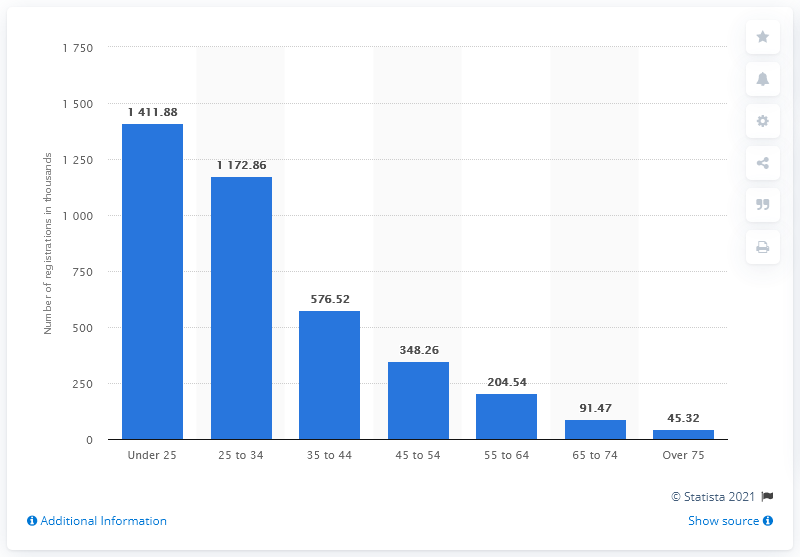 Number of registrations in thousands
1 750
1 500
1 250
1 000
750
500
250
0
1 411.88
1 172.86
576.52
348.26
204.54
91.47
45.32
Under 25
25 to 34
35 to 44
45 to 54
55 to 64
65 to 74
Over 75
© Statista 2021
Additional Information
Show source